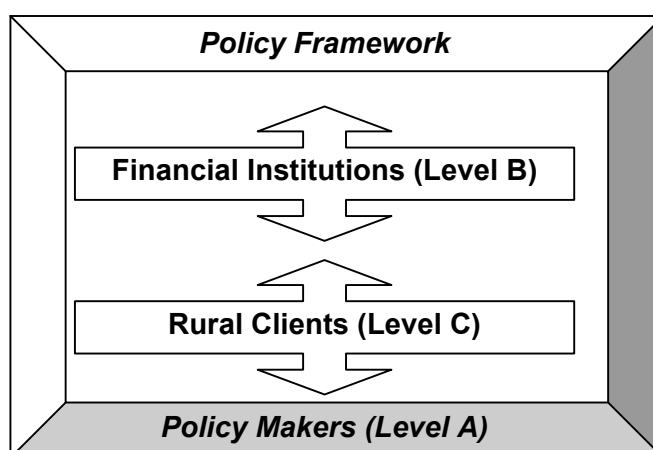 Policy Framework
Financial Institutions (Level B)
Rural Clients (Level C)
Policy Makers (Level A)